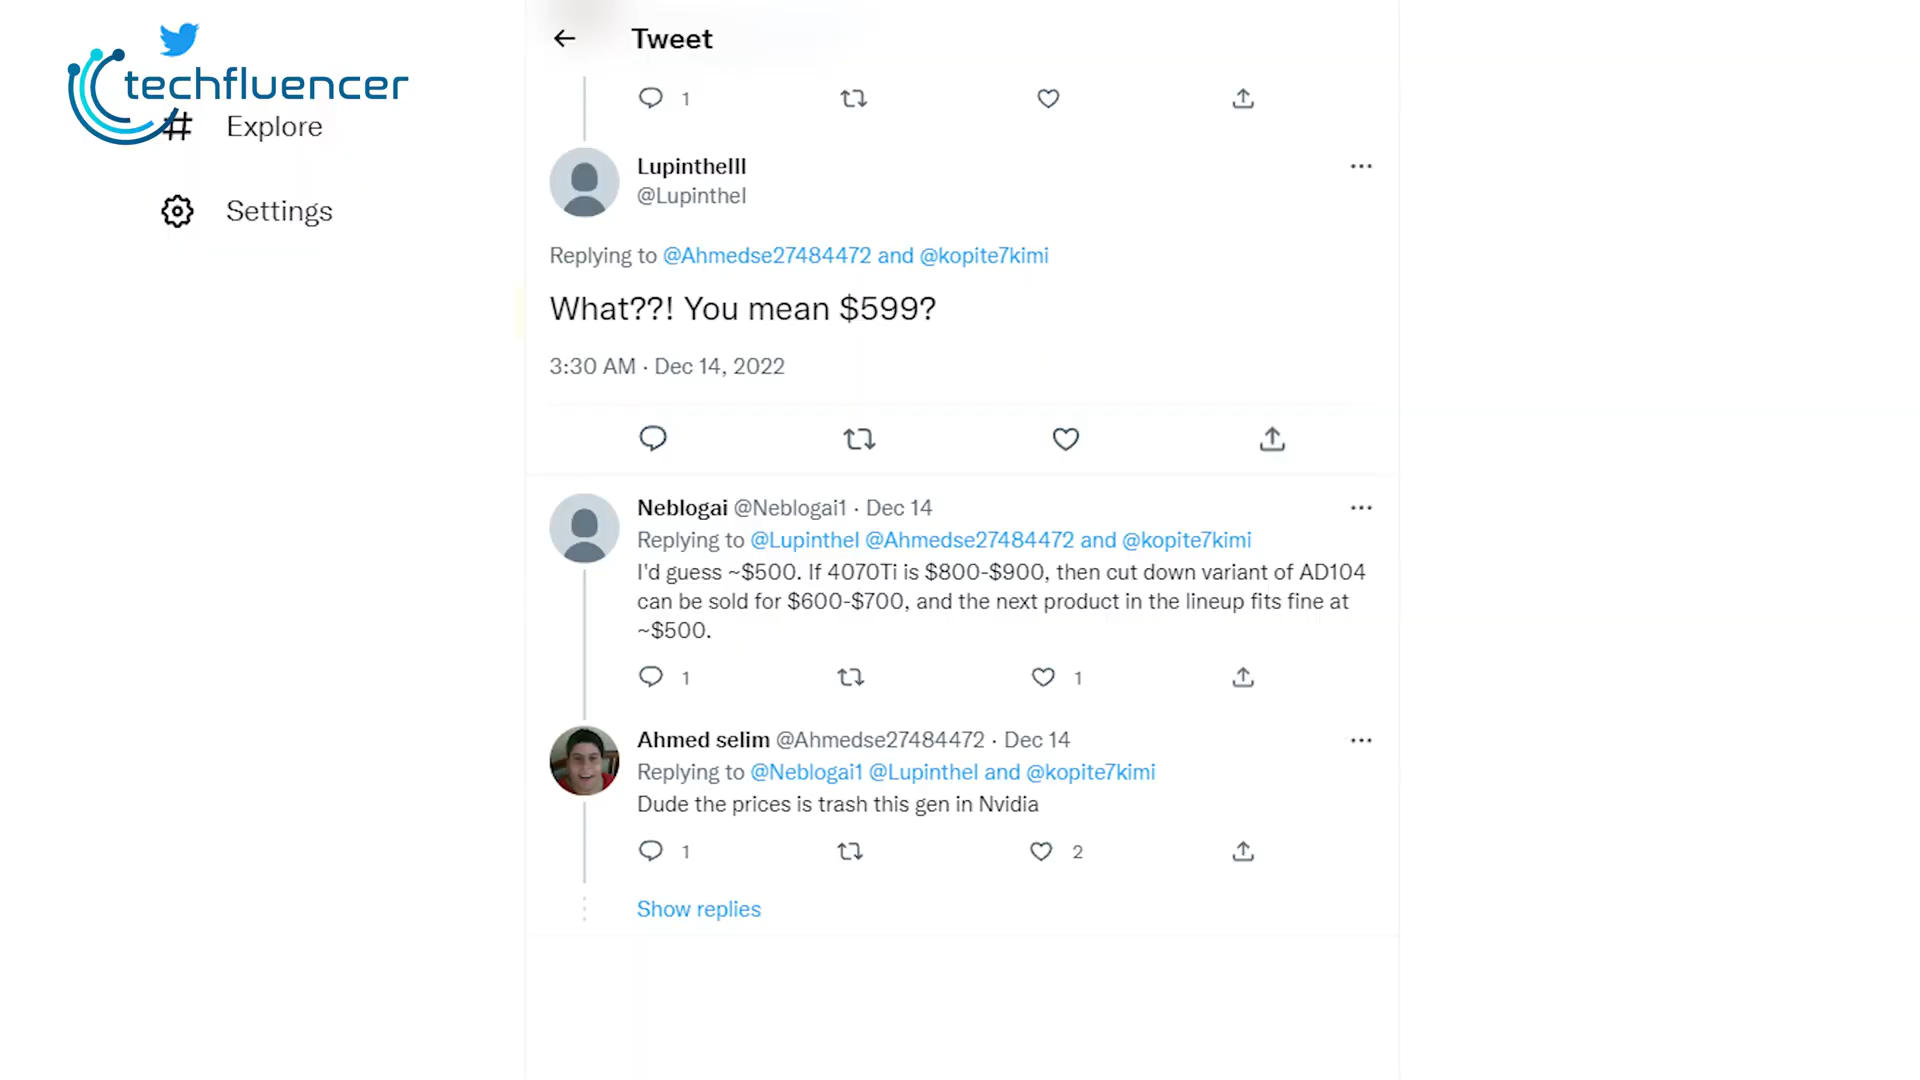 techfluencer
Explore
Settings
Tweet
1
LupintheIII
@LupintheI
Replying to @Ahmedse27484472 and @kopite7kimi
What??! You mean $599?
3:30 AM · Dec 14, 2022
Neblogai @Neblogai1 · Dec 14
Replying to @LupintheI @Ahmedse27484472 and @kopite7kimi
I'd guess ~$500. If 4070Ti is $800-$900, then cut down variant of AD104
can be sold for $600-$700, and the next product in the lineup fits fine at
~$500.
1 1
Ahmed selim @Ahmedse27484472 · Dec 14
Replying to @Neblogai1 @LupintheI and @kopite7kimi
Dude the prices is trash this gen in Nvidia
1 2
Show replies